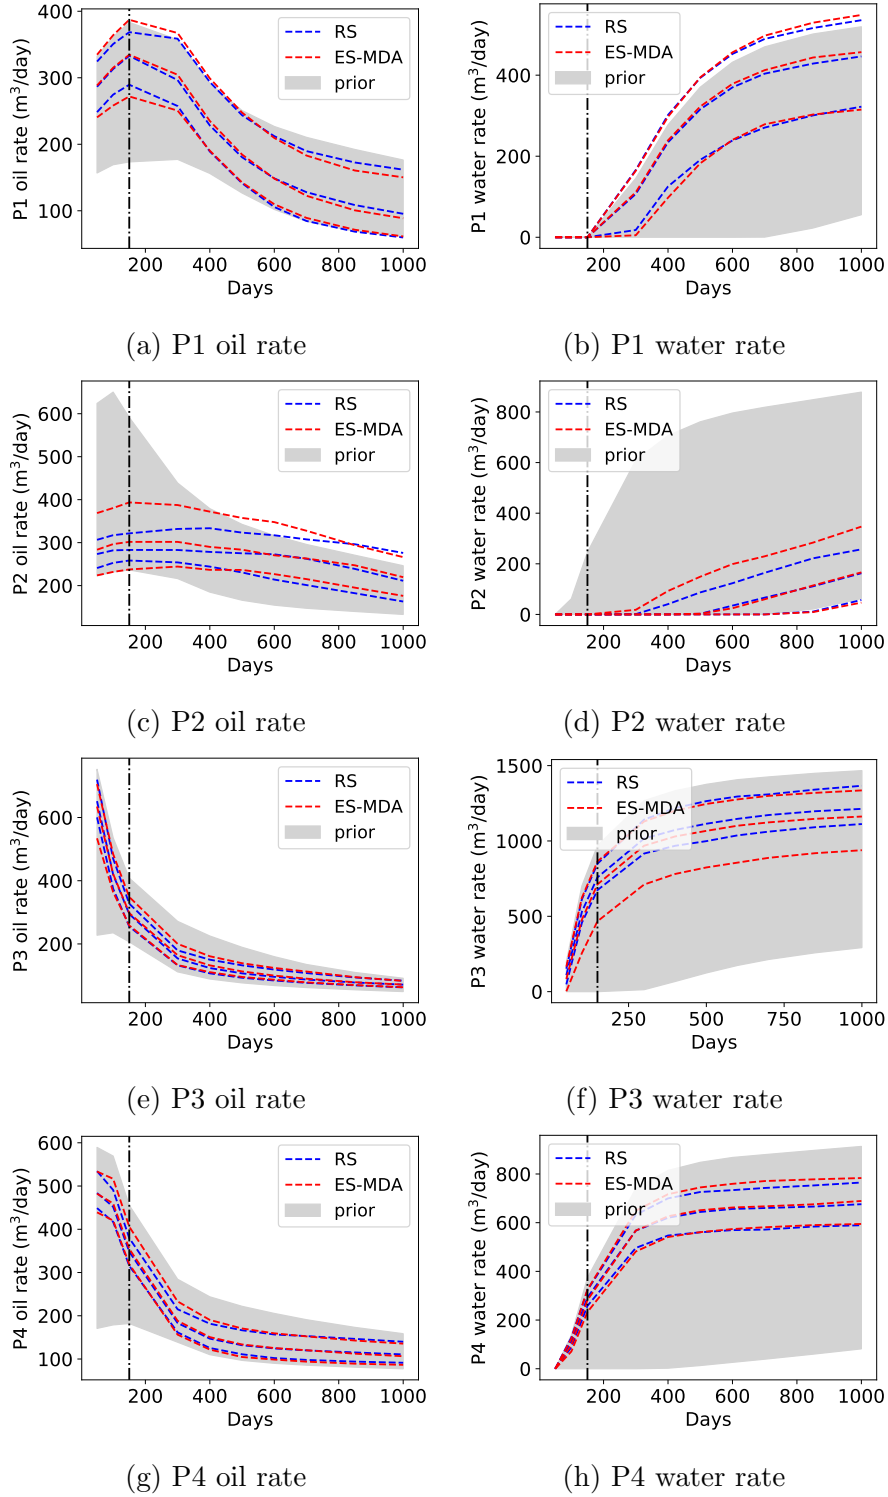 400
300
200
100
P1 oil rate (m³/day)
RS
ES-MDA
prior
200 400 600 800 1000
Days
(a) P1 oil rate
400
200
0
P1 water rate (m³/day)
RS
ES-MDA
prior
200 400 600 800 1000
Days
(b) P1 water rate
600
500
400
300
200
P2 oil rate (m³/day)
RS
ES-MDA
prior
200 400 600 800 1000
Days
(c) P2 oil rate
800
600
400
200
0
P2 water rate (m³/day)
RS
ES-MDA
prior
200 400 600 800 1000
Days
(d) P2 water rate
600
400
200
P3 oil rate (m³/day)
RS
ES-MDA
prior
200 400 600 800 1000
Days
(e) P3 oil rate
1500
1000
500
0
P3 water rate (m³/day)
RS
ES-MDA
prior
250 500 750 1000
Days
(f) P3 water rate
600
500
400
300
200
100
P4 oil rate (m³/day)
RS
ES-MDA
prior
200 400 600 800 1000
Days
(g) P4 oil rate
800
600
400
200
0
P4 water rate (m³/day)
RS
ES-MDA
prior
200 400 600 800 1000
Days
(h) P4 water rate